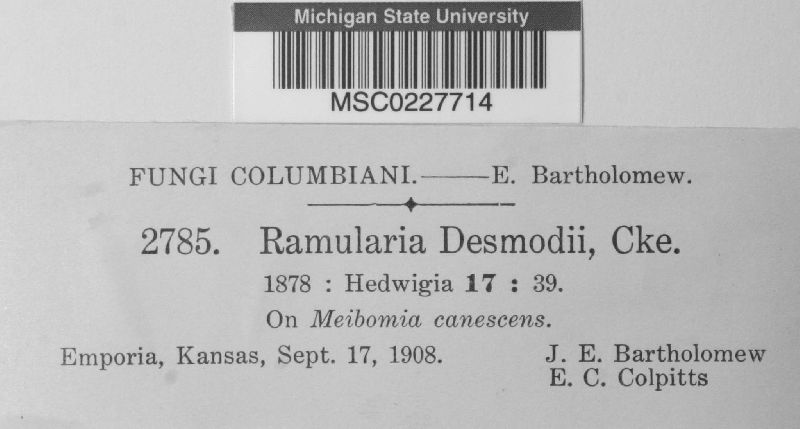 Michigan State University
MSC0227714
FUNGI COLUMBIANI.——E. Bartholomew.
2785. Ramularia Desmodii, Cke.
1878 : Hedwigia 17 : 39.
On Meibomia canescens.
Emporia, Kansas, Sept. 17, 1908. J. E. Bartholomew
E. C. Colpitts